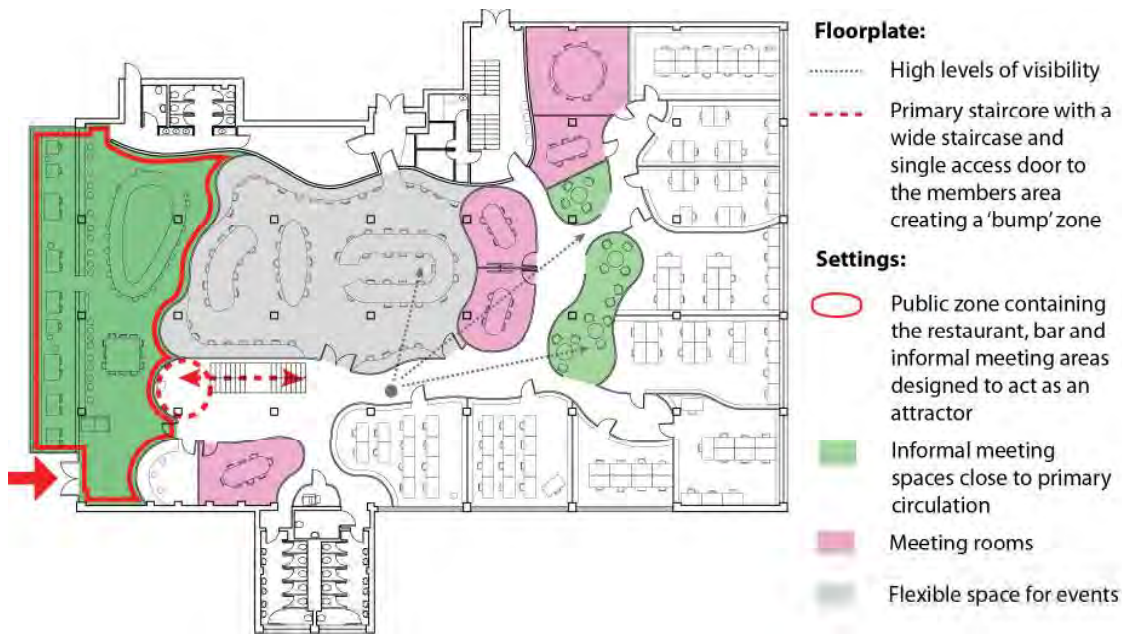 Floorplate:
High levels of visibility
Primary staircore with a
wide staircase and
single access door to
the members area
creating a ‘bump’ zone
Settings:
Public zone containing
the restaurant, bar and
informal meeting areas
designed to act as an
attractor
Informal meeting
spaces close to primary
circulation
Meeting rooms
Flexible space for events